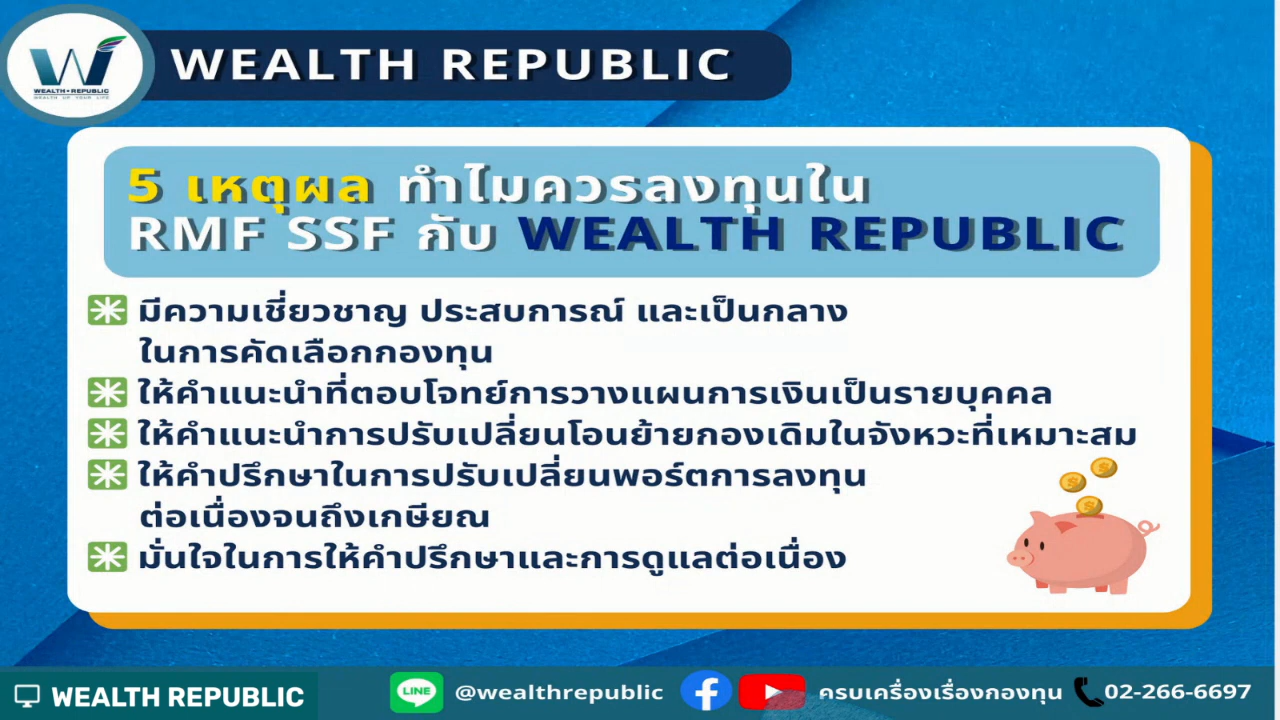 W
WEALTH+REPUBLIC
WEALTH UP YOUR LIFE
WEALTH REPUBLIC
5 เหตุผล ทำไมควรลงทุนใน
RMF SSF กับ WEALTH REPUBLIC
มีความเชี่ยวชาญ ประสบการณ์ และเป็นกลาง
ในการคัดเลือกกองทุน
ให้คำแนะนำที่ตอบโจทย์การวางแผนการเงินเป็นรายบุคคล
ให้คำแนะนำการปรับเปลี่ยนโอนย้ายกองเดิมในจังหวะที่เหมาะสม
ให้คำปรึกษาในการปรับเปลี่ยนพอร์ตการลงทุน
ต่อเนื่องจนถึงเกษียณ
มั่นใจในการให้คำปรึกษาและการดูแลต่อเนื่อง
WEALTH REPUBLIC
LINE @wealthrepublic f ครบเครื่องเรื่องกองทุน 02-266-6697